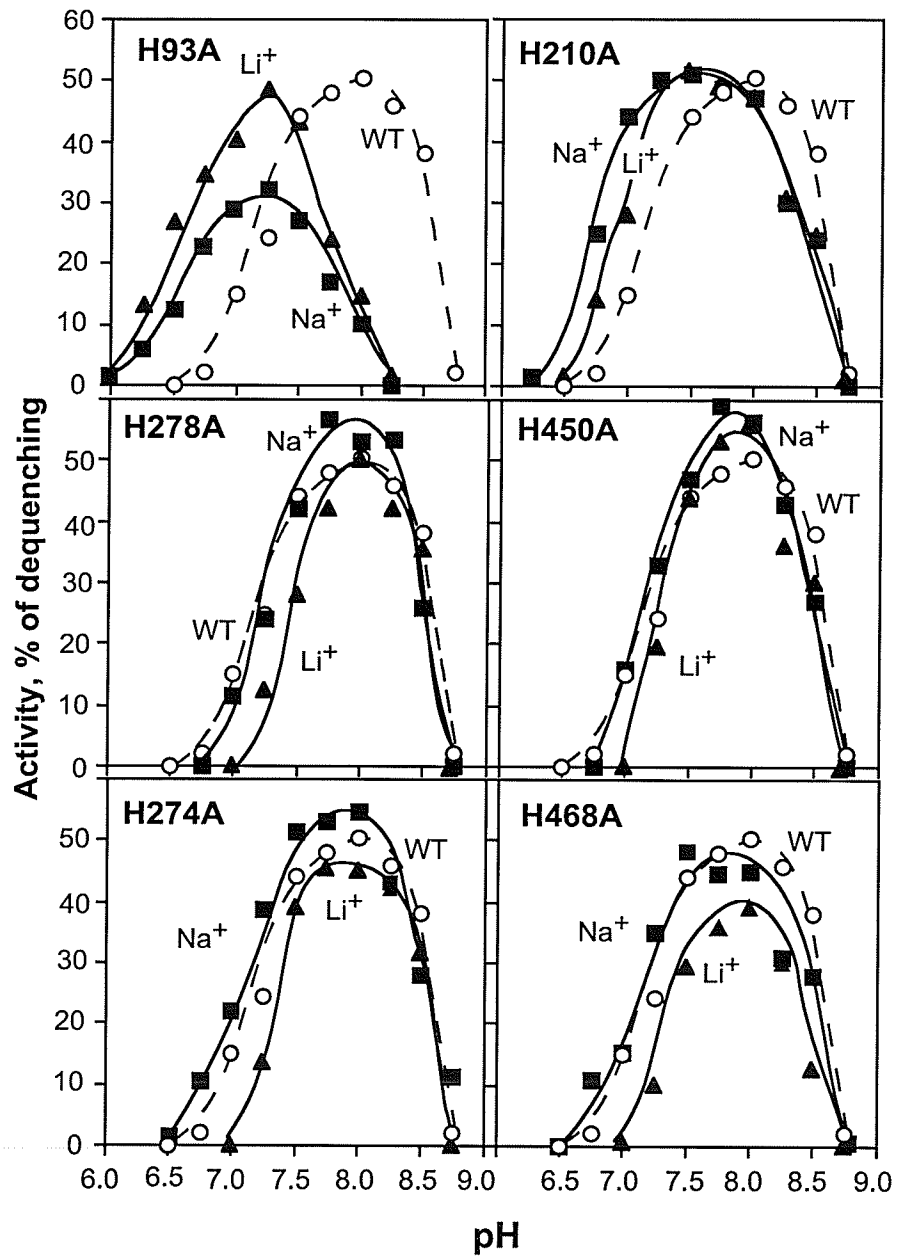 60
50
40
30
20
10
0
H93A
Li+
WT
Na+
H210A
Na+
Li+
WT
50
40
30
20
10
0
H278A
Na+
WT
Li+
H450A
Na+
WT
Li+
50
40
30
20
10
0
H274A
WT
Na+
Li+
H468A
WT
Na+
Li+
6.0 6.5 7.0 7.5 8.0 8.5 9.0 6.5 7.0 7.5 8.0 8.5 9.0
pH
Activity, % of dequenching